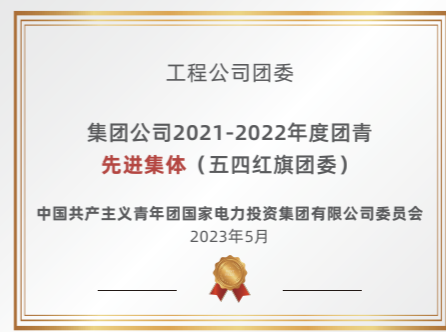 工程公司团委
集团公司2021-2022年度团青
先进集体（五四红旗团委）
中国共产主义青年团国家电力投资集团有限公司委员会
2023年5月